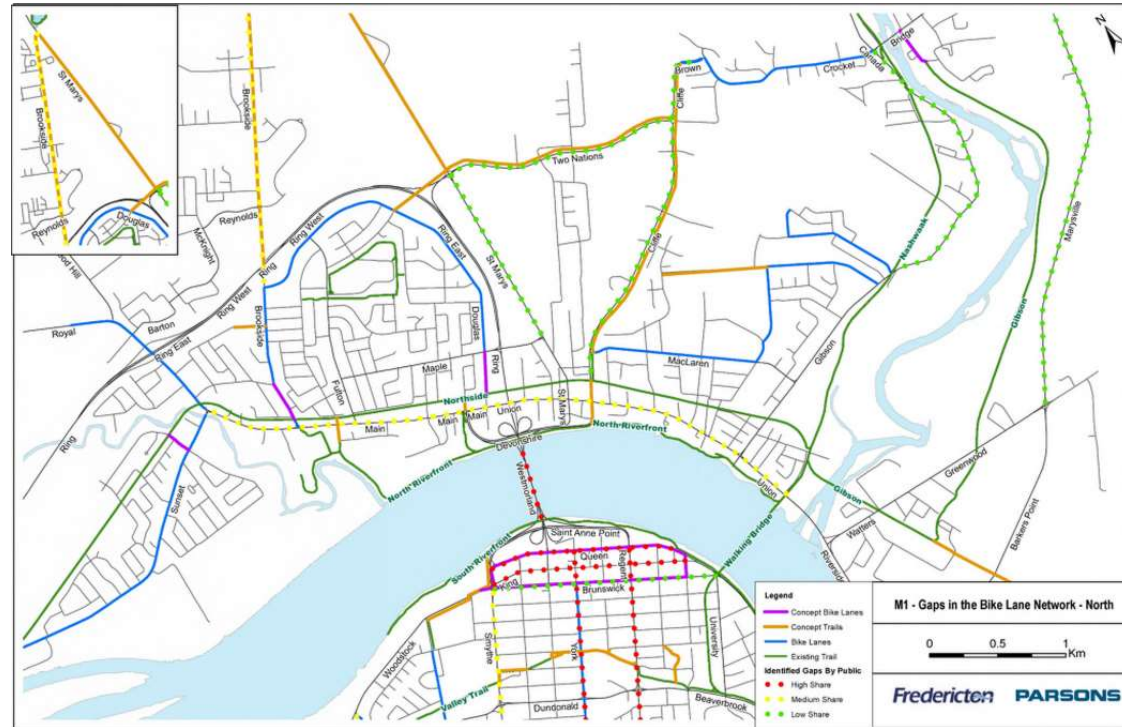 St Marys
Brookside
Reynolds
Douglas
Brookside
Reynolds
McKnight
Ring West
Ring
Ring West
Ring East
Barton
Royal
Ring East
Ring
Brookside
Fulton
Maple
Douglas
Ring
Northside
Main
Main
Main
Union
St Marys
St Marys
Two Nations
Cliffe
Cliffe
Brown
Crocket
Canada
Bridge
N
Nashwaak
Gibson
Gibson
Marysville
MacLaren
Sunset
Devonshire
North Riverfront
North Riverfront
Westmorland
Union
Gibson
Greenwood
Watters
Barkers Point
Riverside
Walking Bridge
South Riverfront
Saint Anne Point
Queen
Regent
King
Brunswick
Smythe
York
University
Woodstock
Valley Trail
Dundonald
Beaverbrook
Legend
Concept Bike Lanes
Concept Trails
Bike Lanes
Existing Trail
Identified Gaps By Public
High Share
Medium Share
Low Share
M1 - Gaps in the Bike Lane Network - North
0 0.5 1
Km
Fredericton PARSONS